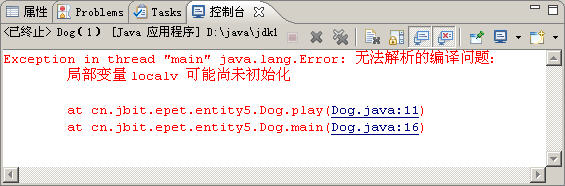 属性 Problems Tasks 控制台
<已终止> Dog(1) [Java 应用程序] D:\java\jdk1
Exception in thread "main" java.lang.Error: 无法解析的编译问题:
局部变量 localv 可能尚未初始化
at cn.jbit.epet.entity5.Dog.play(Dog.java:11)
at cn.jbit.epet.entity5.Dog.main(Dog.java:16)